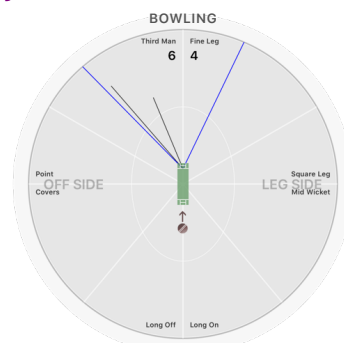 BOWLING
Third Man
Fine Leg
6
4
Point
Square Leg
OFF SIDE
LEG SIDE
Covers
Mid Wicket
Long Off
Long On